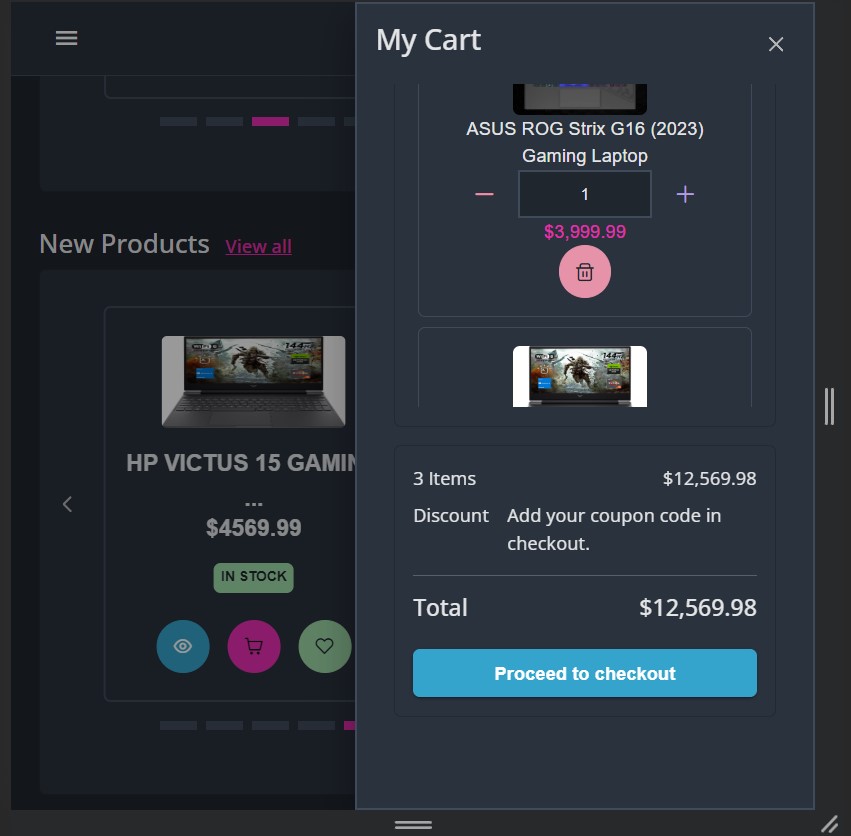 My Cart
ASUS ROG Strix G16 (2023)
Gaming Laptop
1
$3,999.99
New Products View all
144
HP VICTUS 15 GAMIN
...
$4569.99
IN STOCK
144
3 Items $12,569.98
Discount Add your coupon code in
checkout.
Total $12,569.98
Proceed to checkout